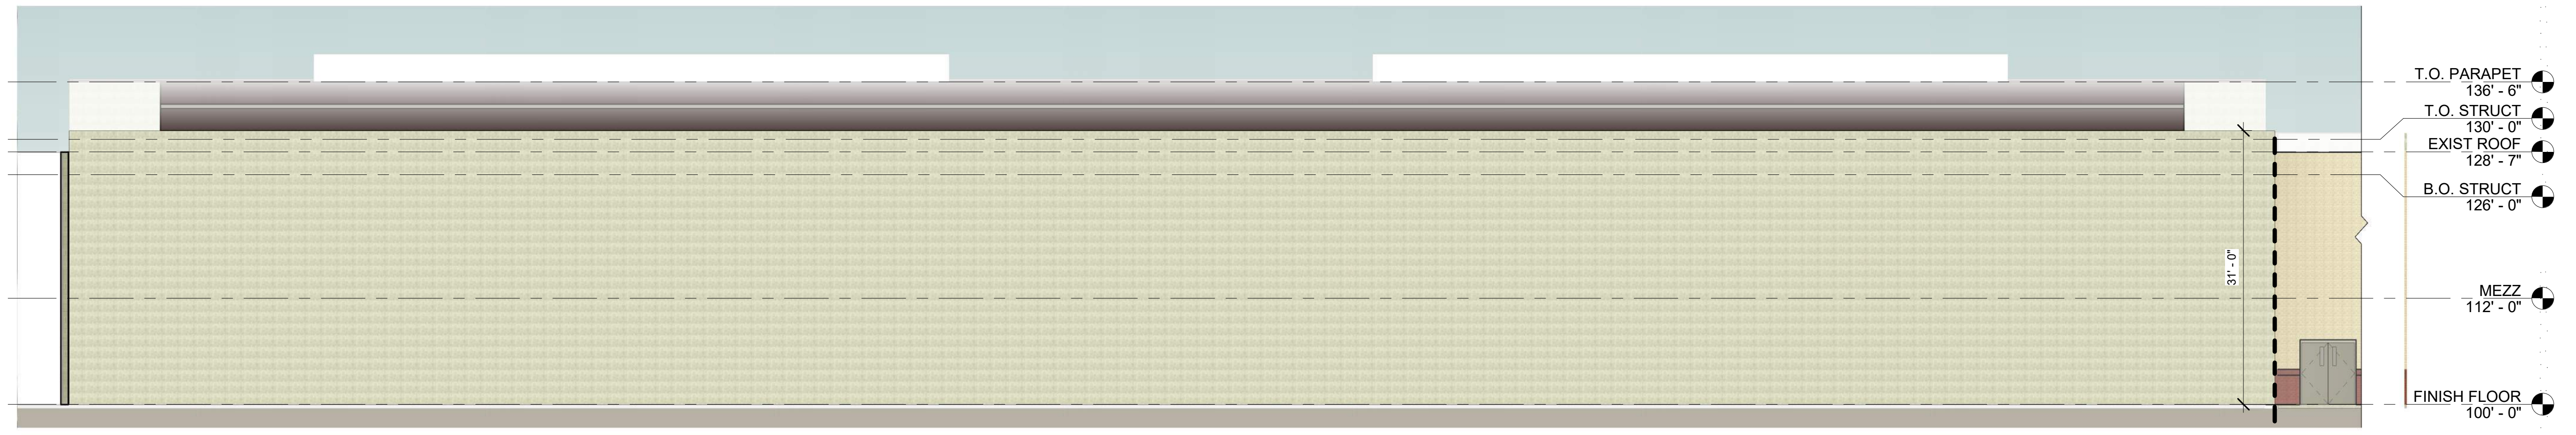 T.O. PARAPET
136' - 6"
T.O. STRUCT
130' - 0"
EXIST ROOF
128' - 7"
B.O. STRUCT
126' - 0"
31' - 0"
MEZZ
112' - 0"
FINISH FLOOR
100' - 0"